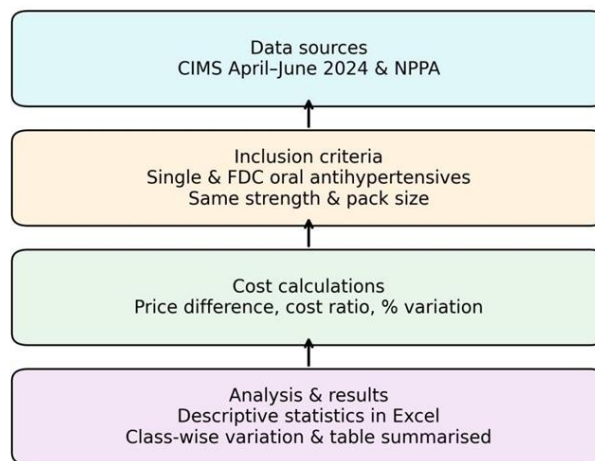 Data sources
CIMS April–June 2024 & NPPA
Inclusion criteria
Single & FDC oral antihypertensives
Same strength & pack size
Cost calculations
Price difference, cost ratio, % variation
Analysis & results
Descriptive statistics in Excel
Class-wise variation & table summarised